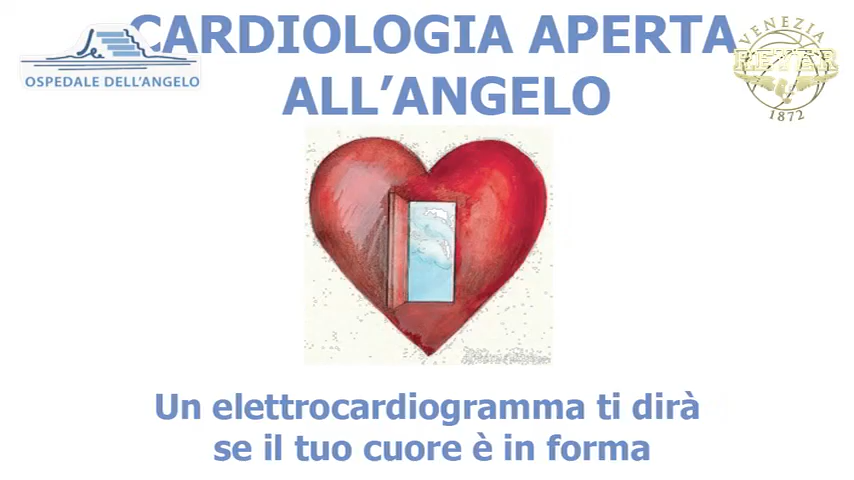 CARDIOLOGIA APERTA
ALL’ANGELO
OSPEDALE DELL’ANGELO
VENEZIA
REYER
1872
Un elettrocardiogramma ti dirà
se il tuo cuore è in forma